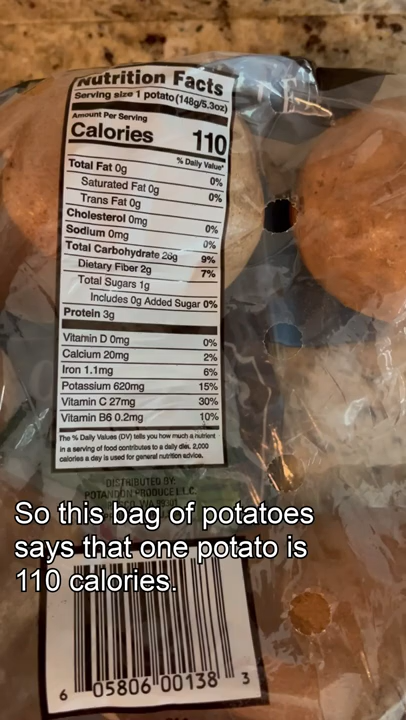 Nutrition Facts
Serving size 1 potato (148g/5.3oz)
Amount Per Serving
Calories 110
% Daily Value*
Total Fat 0g 0%
Saturated Fat 0g 0%
Trans Fat 0g
Cholesterol 0mg 0%
Sodium 0mg 0%
Total Carbohydrate 26g 9%
Dietary Fiber 2g 7%
Total Sugars 1g
Includes 0g Added Sugar 0%
Protein 3g
Vitamin D 0mg 0%
Calcium 20mg 2%
Iron 1.1mg 6%
Potassium 620mg 15%
Vitamin C 27mg 30%
Vitamin B6 0.2mg 10%
The % Daily Values (DV) tells you how much a nutrient
in a serving of food contributes to a daily diet. 2,000
calories a day is used for general nutrition advice.
DISTRIBUTED BY:
POTANDON PRODUCE L.L.C.
WA
So this bag of potatoes
says that one potato is
110 calories.
6 05806 00138 3